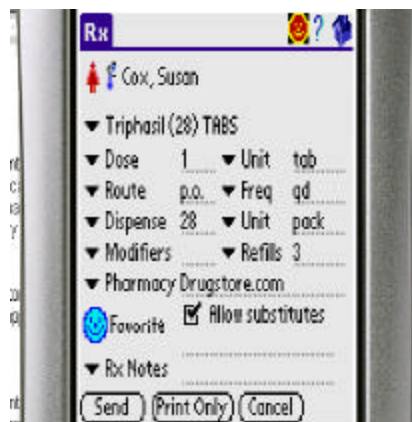 Rx ?
Cox, Susan
Triphasil (28) TABS
Dose 1 Unit tab
Route p.o. Freq qd
Dispense 28 Unit pack
Modifiers Refills 3
Pharmacy Drugstore.com
Favorite Allow substitutes
Rx Notes
Send Print Only Cancel